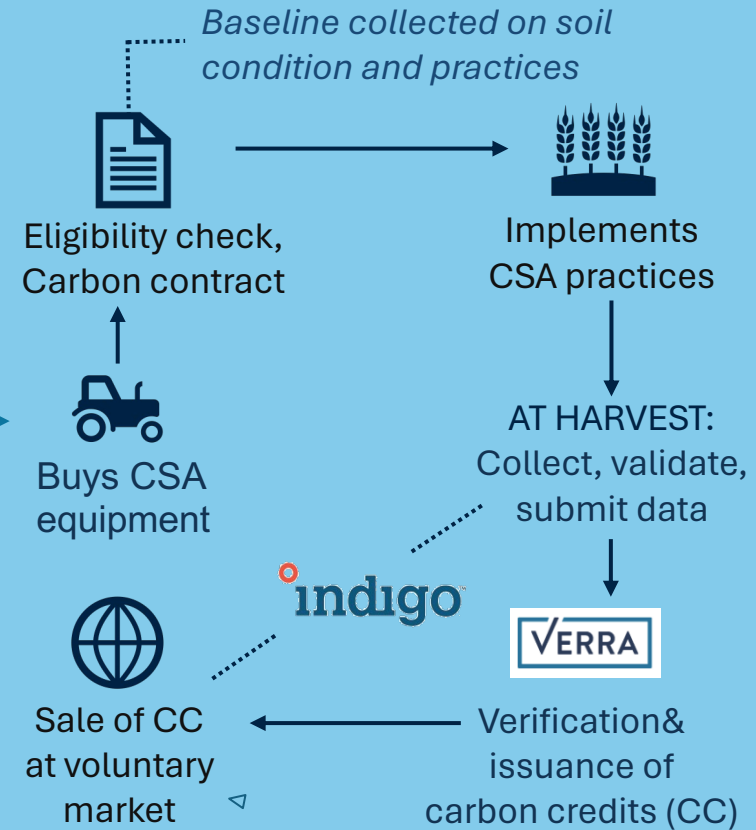 Baseline collected on soil
condition and practices
Eligibility check,
Carbon contract
Implements
CSA practices
Buys CSA
equipment
AT HARVEST:
Collect, validate,
submit data
indigo™
VERRA
Sale of CC
at voluntary
market
Verification&
issuance of
carbon credits (CC)